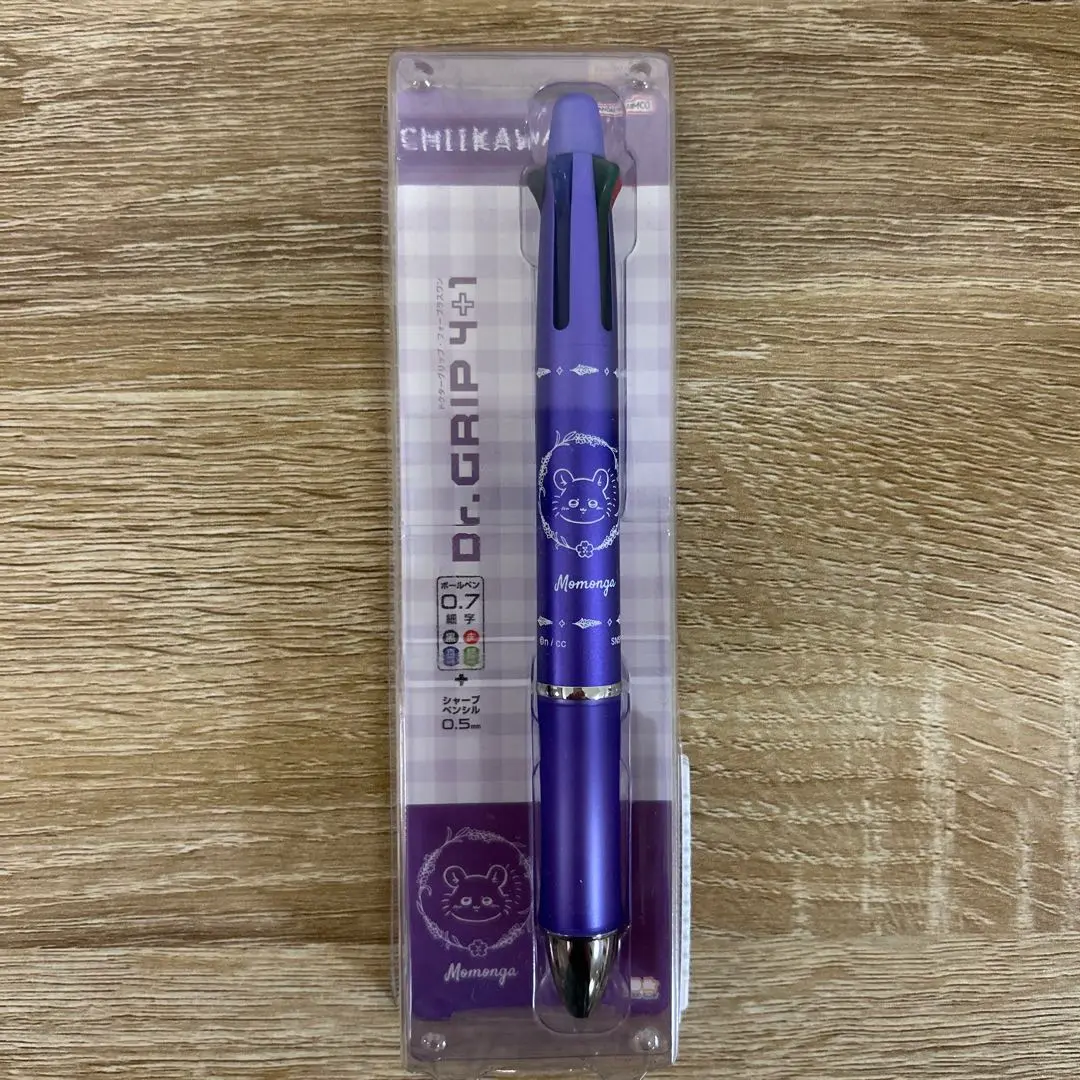 CHIIKAWA
Dr.GRIP 4+1
ドクターグリップ・フォープラスワン
ボールペン
0.7
細字
黒 赤
青 緑
+
シャープ
ペンシル
0.5mm
Momonga
©n / cc
Momonga